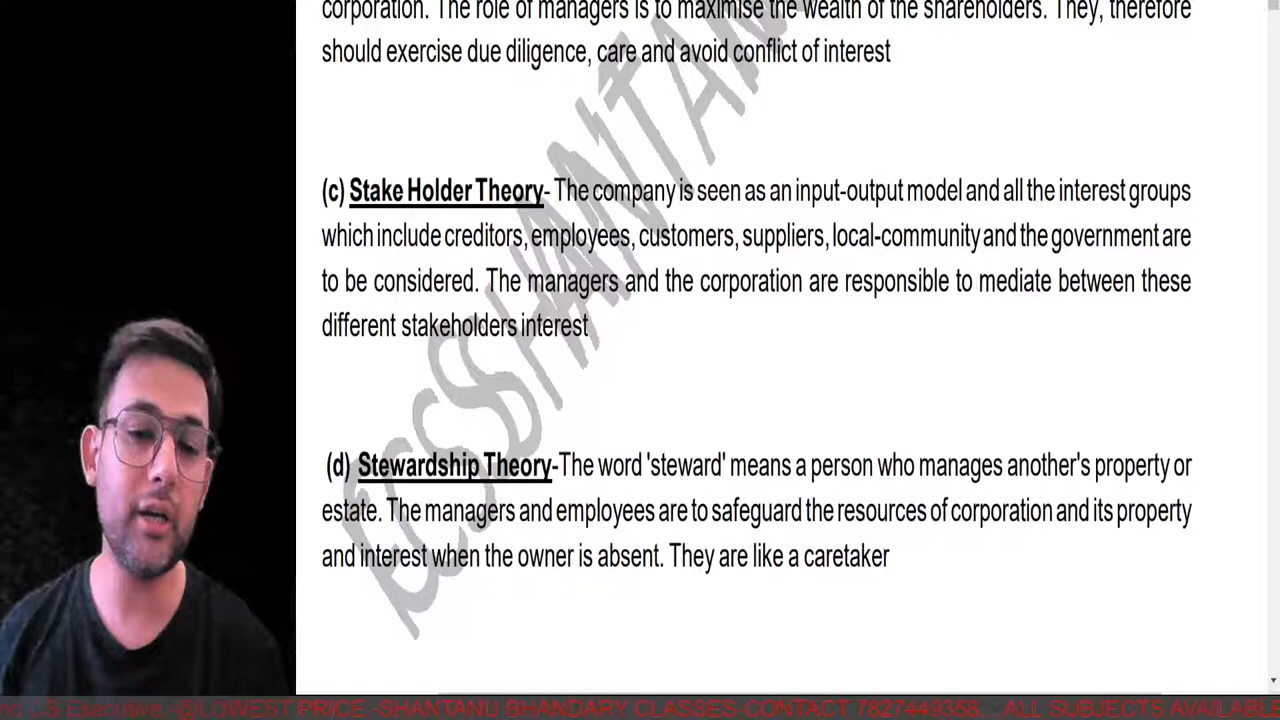 corporation. The role of managers is to maximise the wealth of the shareholders. They, therefore
should exercise due diligence, care and avoid conflict of interest
(c) Stake Holder Theory- The company is seen as an input-output model and all the interest groups
which include creditors, employees, customers, suppliers, local-community and the government are
to be considered. The managers and the corporation are responsible to mediate between these
different stakeholders interest
(d) Stewardship Theory-The word 'steward' means a person who manages another's property or
estate. The managers and employees are to safeguard the resources of corporation and its property
and interest when the owner is absent. They are like a caretaker
CS Executive -@LOWEST PRICE -SHANTANU BHANDARY CLASSES-CONTACT 7827449358... ALL SUBJECTS AVAILABLE